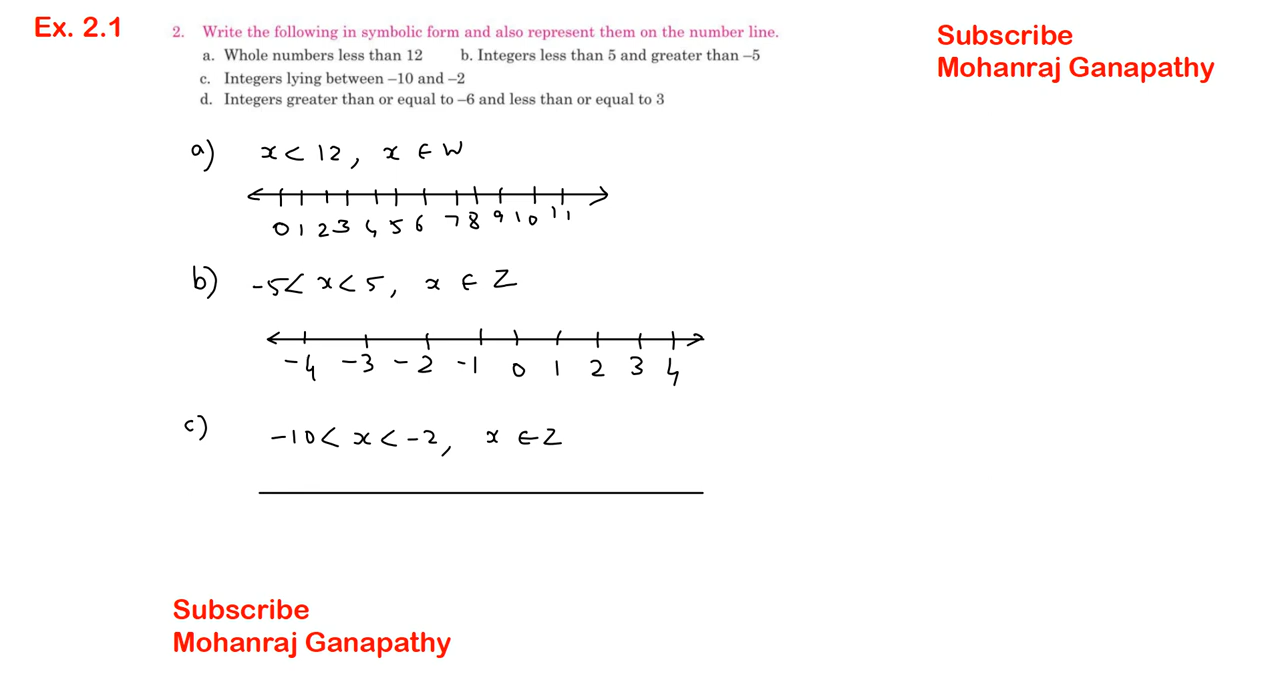 Ex. 2.1
2. Write the following in symbolic form and also represent them on the number line.
a. Whole numbers less than 12 b. Integers less than 5 and greater than –5
c. Integers lying between –10 and –2
d. Integers greater than or equal to –6 and less than or equal to 3
Subscribe
Mohanraj Ganapathy
a) x < 12, x ∈ W
0 1 2 3 4 5 6 7 8 9 10 11
b) -5 < x < 5, x ∈ Z
-4 -3 -2 -1 0 1 2 3 4
c) -10 < x < -2, x ∈ Z
Subscribe
Mohanraj Ganapathy